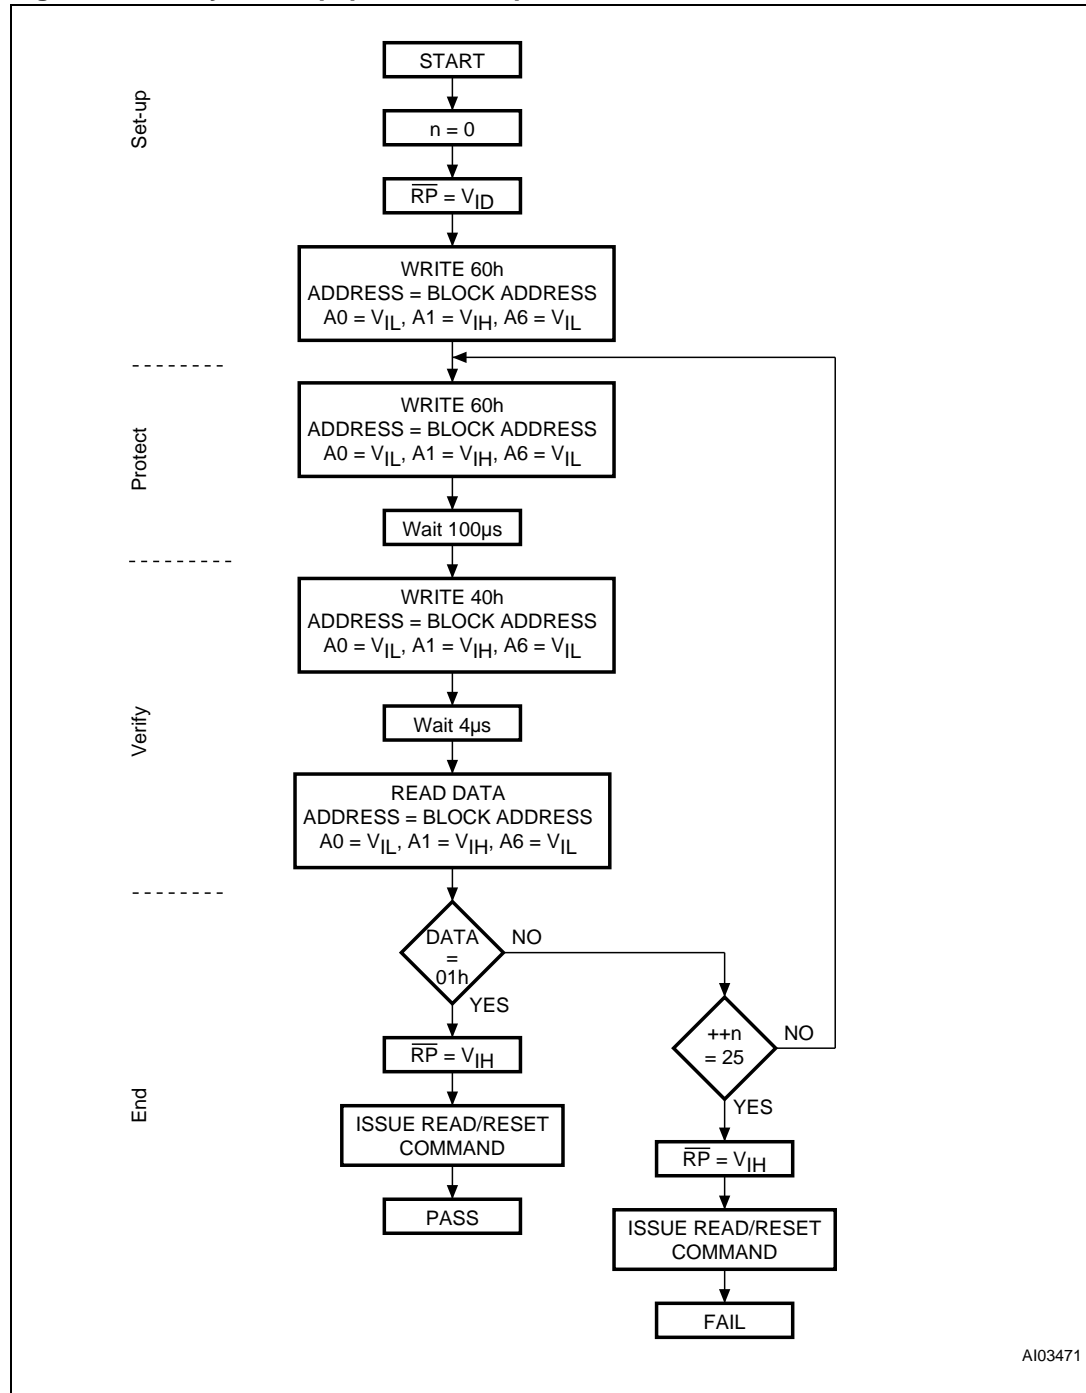 START
Set-up
n = 0
R̅P̅ = VID
WRITE 60h
ADDRESS = BLOCK ADDRESS
A0 = VIL, A1 = VIH, A6 = VIL
Protect
WRITE 60h
ADDRESS = BLOCK ADDRESS
A0 = VIL, A1 = VIH, A6 = VIL
Wait 100µs
Verify
WRITE 40h
ADDRESS = BLOCK ADDRESS
A0 = VIL, A1 = VIH, A6 = VIL
Wait 4µs
READ DATA
ADDRESS = BLOCK ADDRESS
A0 = VIL, A1 = VIH, A6 = VIL
End
DATA
=
01h
NO
YES
++n
= 25
NO
YES
R̅P̅ = VIH
ISSUE READ/RESET
COMMAND
PASS
R̅P̅ = VIH
ISSUE READ/RESET
COMMAND
FAIL
AI03471